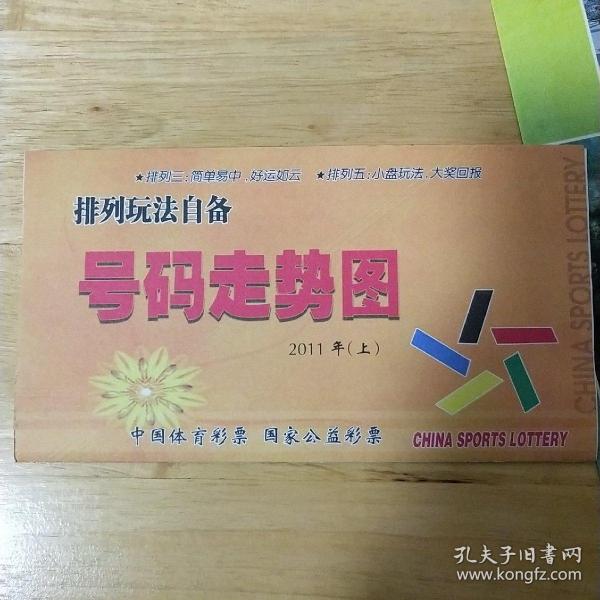 ★排列三:简单易中,好运如云 ★排列五:小盘玩法,大奖回报
排列玩法自备
号码走势图
2011 年(上)
中国体育彩票 国家公益彩票
CHINA SPORTS LOTTERY
CHINA SPORTS LOTTERY
孔夫子旧书网
www.kongfz.com